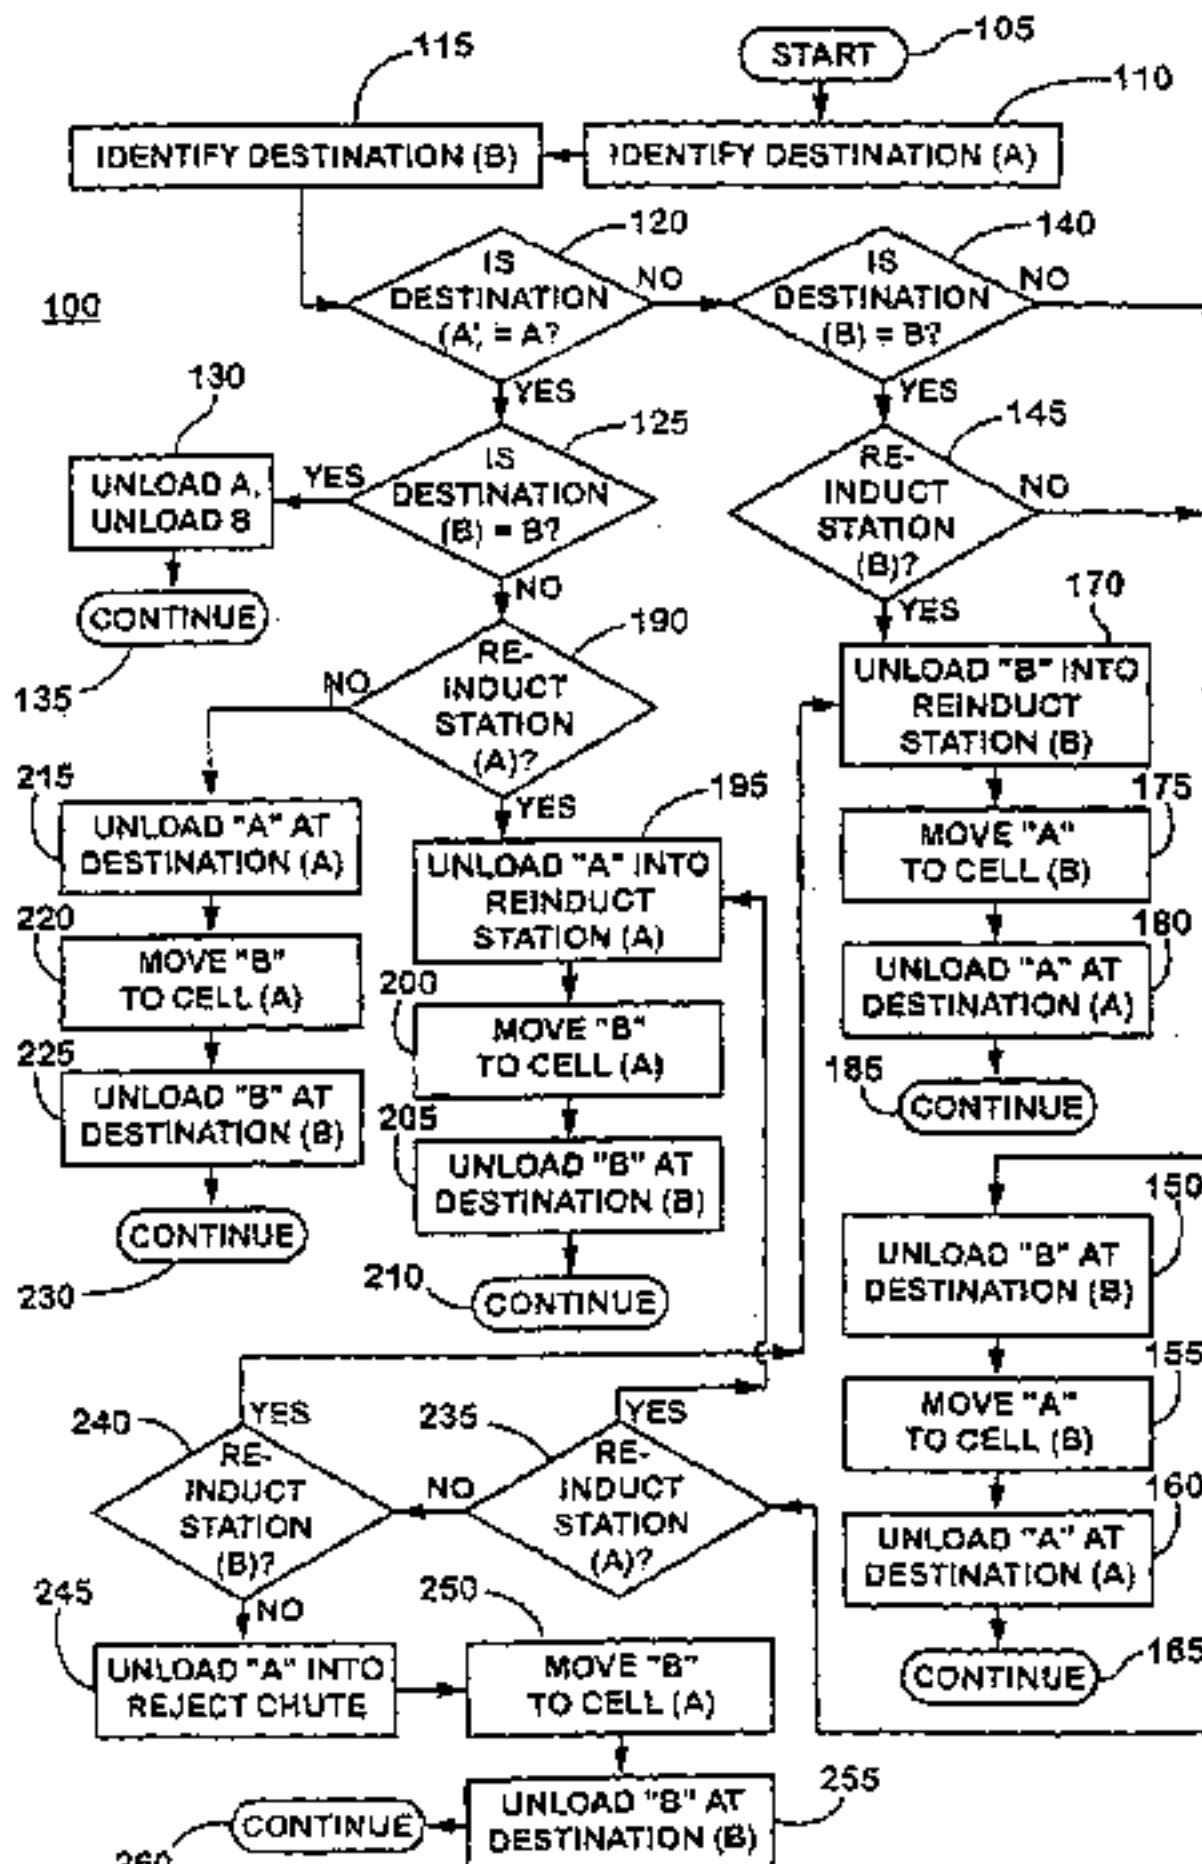 START
105
115
110
IDENTIFY DESTINATION (B)
IDENTIFY DESTINATION (A)
100
120
IS
DESTINATION
(A) = A?
NO
YES
140
IS
DESTINATION
(B) = B?
NO
YES
130
UNLOAD A,
UNLOAD B
YES
CONTINUE
135
125
IS
DESTINATION
(B) = B?
NO
145
RE-
INDUCT
STATION
(B)?
NO
YES
190
RE-
INDUCT
STATION
(A)?
NO
YES
170
UNLOAD "B" INTO
REINDUCT
STATION (B)
215
UNLOAD "A" AT
DESTINATION (A)
195
UNLOAD "A" INTO
REINDUCT
STATION (A)
175
MOVE "A"
TO CELL (B)
220
MOVE "B"
TO CELL (A)
200
MOVE "B"
TO CELL (A)
180
UNLOAD "A" AT
DESTINATION (A)
225
UNLOAD "B" AT
DESTINATION (B)
205
UNLOAD "B" AT
DESTINATION (B)
185
CONTINUE
CONTINUE
230
210
CONTINUE
150
UNLOAD "B" AT
DESTINATION (B)
155
MOVE "A"
TO CELL (B)
160
UNLOAD "A" AT
DESTINATION (A)
CONTINUE
165
240
YES
RE-
INDUCT
STATION
(B)?
NO
235
YES
RE-
INDUCT
STATION
(A)?
NO
245
UNLOAD "A" INTO
REJECT CHUTE
250
MOVE "B"
TO CELL (A)
255
UNLOAD "B" AT
DESTINATION (B)
CONTINUE
260